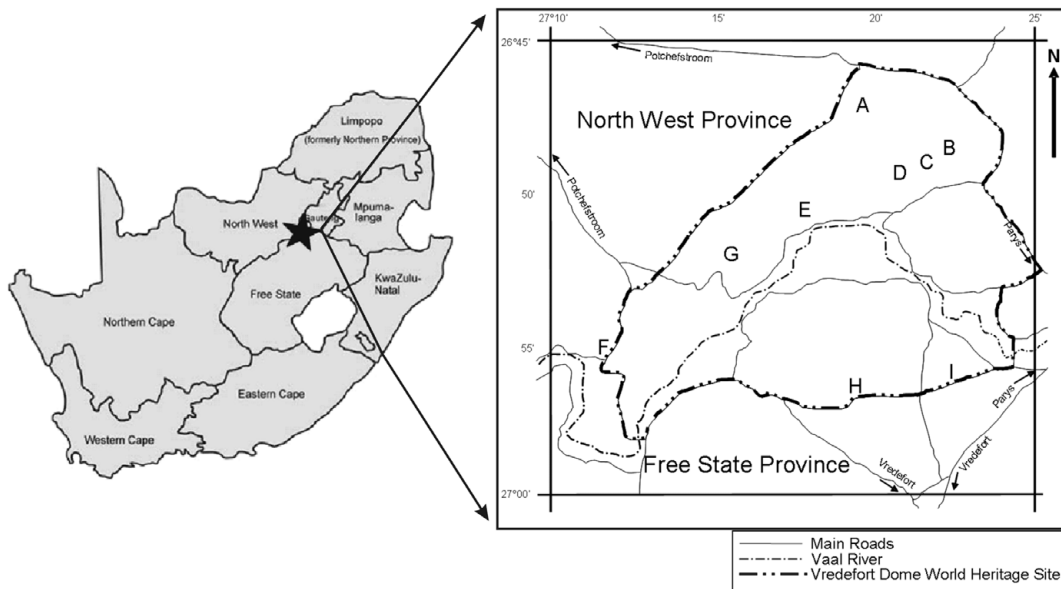 Limpopo
(formerly Northern Province)
North West
Gauteng
Mpuma-
langa
Free State
KwaZulu-
Natal
Northern Cape
Eastern Cape
Western Cape
27°10'
15'
20'
25'
26°45'
50'
55'
27°00'
N
Potchefstroom
North West Province
A
B
C
D
E
Potchefstroom
G
Parys
F
H
I
Parys
Free State Province
Vredefort
Vredefort
Main Roads
Vaal River
Vredefort Dome World Heritage Site